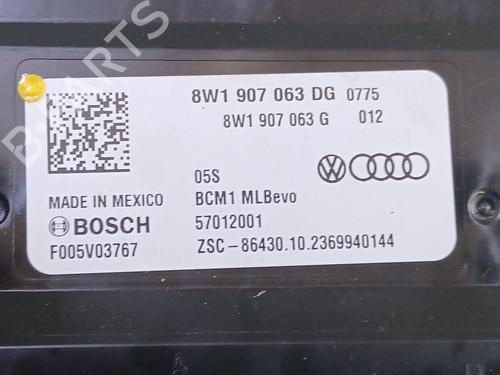 B-PARTS
8W1 907 063 DG 0775
8W1 907 063 G 012
05S
MADE IN MEXICO BCM1 MLBevo
BOSCH 57012001
F005V03767 ZSC-86430.10.2369940144